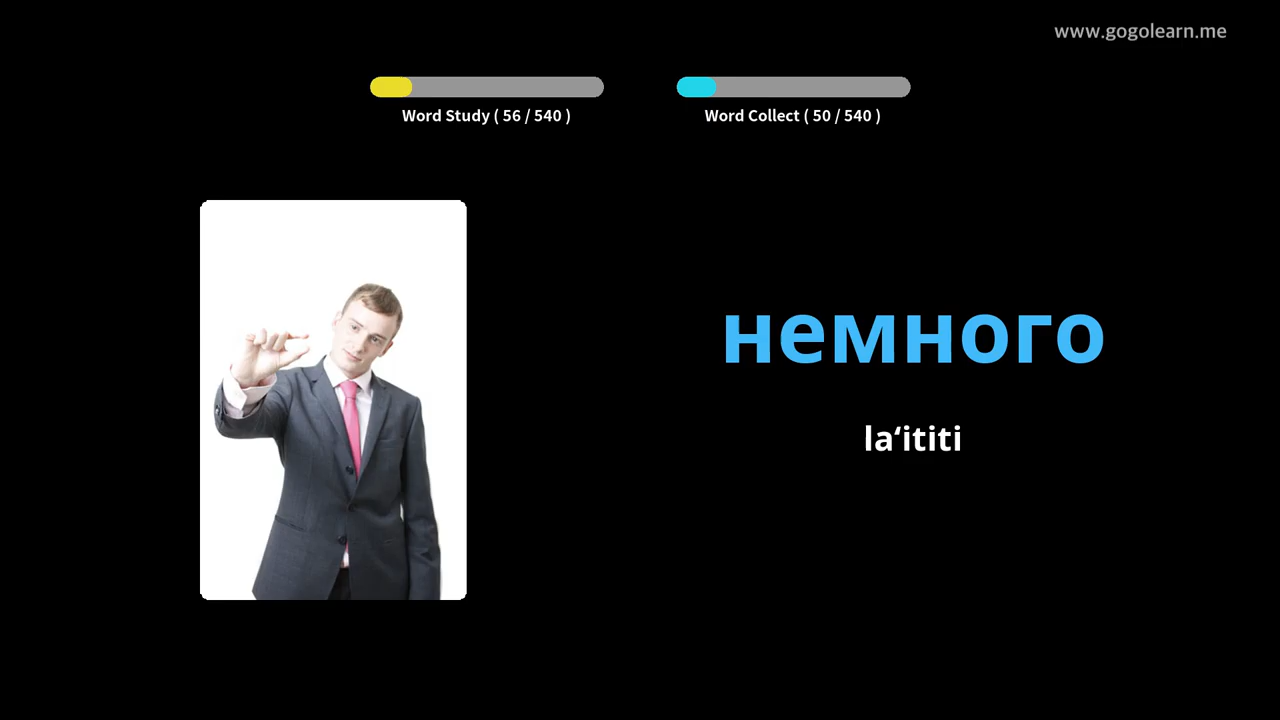 www.gogolearn.me
Word Study ( 56 / 540 )
Word Collect ( 50 / 540 )
немного
la‘ititi